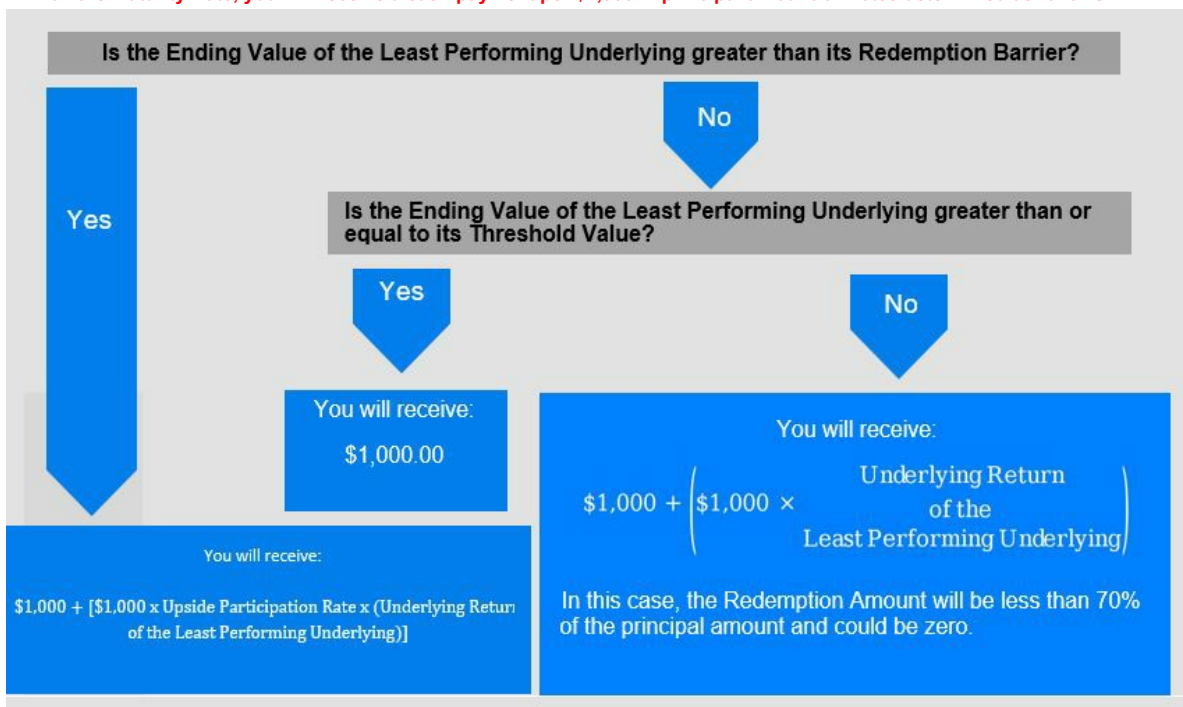 Is the Ending Value of the Least Performing Underlying greater than its Redemption Barrier?
Yes
No
Is the Ending Value of the Least Performing Underlying greater than or
equal to its Threshold Value?
Yes
No
You will receive:
$1,000.00
You will receive:
$1,000 + ($1,000 × Underlying Return
of the
Least Performing Underlying)
In this case, the Redemption Amount will be less than 70%
of the principal amount and could be zero.
You will receive:
$1,000 + [$1,000 x Upside Participation Rate x (Underlying Return
of the Least Performing Underlying)]